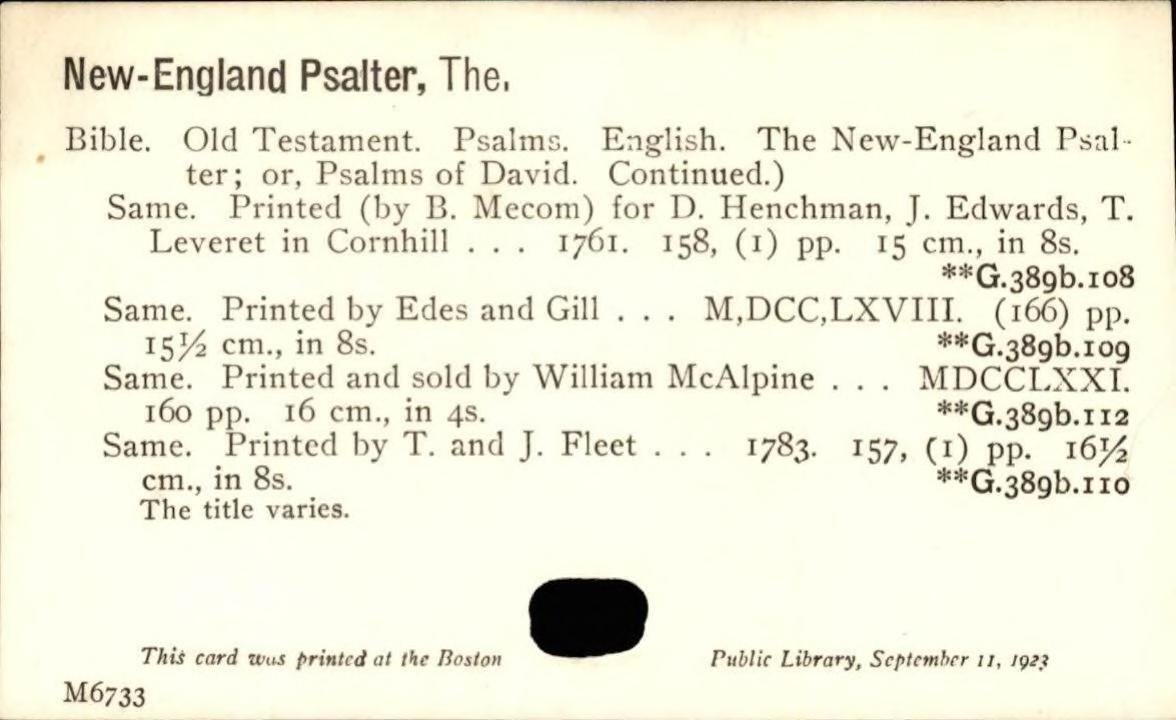 New-England Psalter, The.
Bible. Old Testament. Psalms. English. The New-England Psal-
ter; or, Psalms of David. Continued.)
Same. Printed (by B. Mecom) for D. Henchman, J. Edwards, T.
Leveret in Cornhill . . . 1761. 158, (1) pp. 15 cm., in 8s.
**G.389b.108
Same. Printed by Edes and Gill . . . M,DCC,LXVIII. (166) pp.
15½ cm., in 8s. **G.389b.109
Same. Printed and sold by William McAlpine . . . MDCCLXXI.
160 pp. 16 cm., in 4s. **G.389b.112
Same. Printed by T. and J. Fleet . . . 1783. 157, (1) pp. 16½
cm., in 8s. **G.389b.110
The title varies.
This card was printed at the Boston Public Library, September 11, 1923
M6733